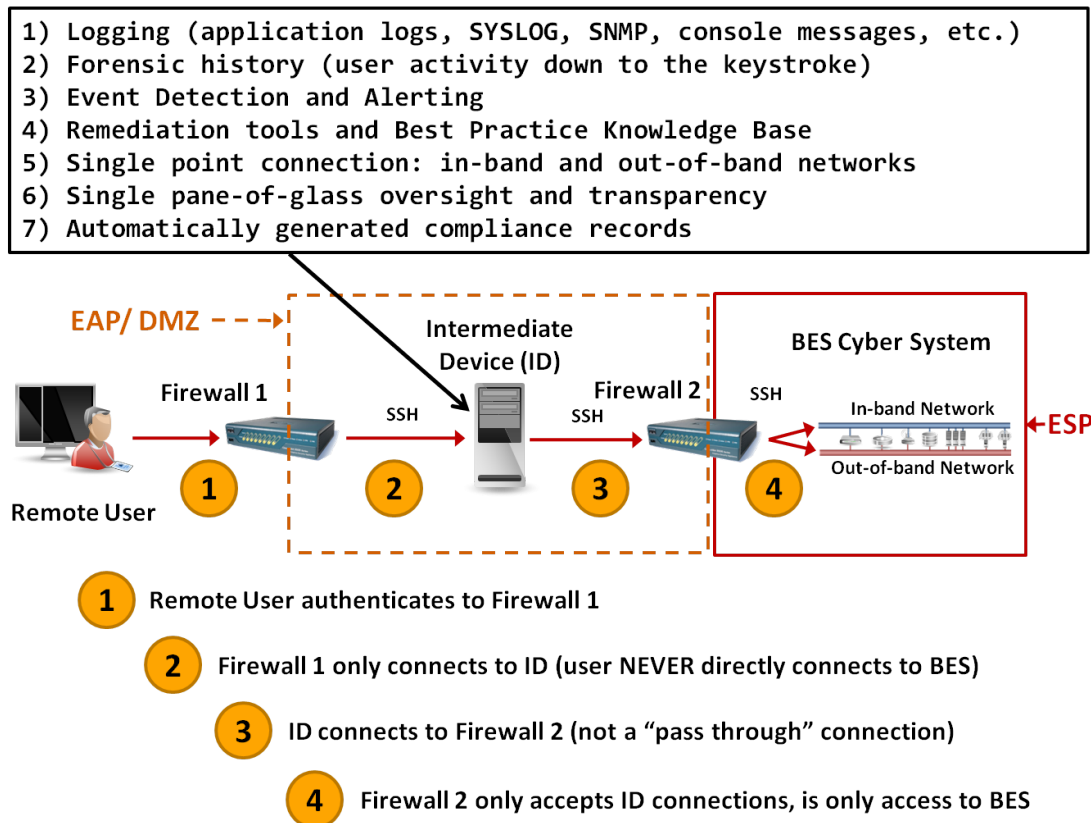 1) Logging (application logs, SYSLOG, SNMP, console messages, etc.)
2) Forensic history (user activity down to the keystroke)
3) Event Detection and Alerting
4) Remediation tools and Best Practice Knowledge Base
5) Single point connection: in-band and out-of-band networks
6) Single pane-of-glass oversight and transparency
7) Automatically generated compliance records
EAP/ DMZ
Intermediate
Device (ID)
BES Cyber System
Firewall 1
Firewall 2
SSH
SSH
SSH
In-band Network
ESP
Out-of-band Network
1
2
3
4
Remote User
1 Remote User authenticates to Firewall 1
2 Firewall 1 only connects to ID (user NEVER directly connects to BES)
3 ID connects to Firewall 2 (not a “pass through” connection)
4 Firewall 2 only accepts ID connections, is only access to BES